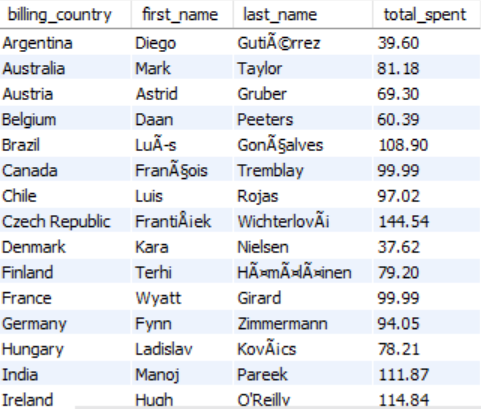 billing_country first_name last_name total_spent
Argentina Diego GutiÃ©rrez 39.60
Australia Mark Taylor 81.18
Austria Astrid Gruber 69.30
Belgium Daan Peeters 60.39
Brazil LuÃ-s GonÃ§alves 108.90
Canada FranÃ§ois Tremblay 99.99
Chile Luis Rojas 97.02
Czech Republic FrantiÅiek WichterlovÃi 144.54
Denmark Kara Nielsen 37.62
Finland Terhi HÃ¤mÃ¤lÃ¤inen 79.20
France Wyatt Girard 99.99
Germany Fynn Zimmermann 94.05
Hungary Ladislav KovÃics 78.21
India Manoj Pareek 111.87
Ireland Hugh O'Reilly 114.84